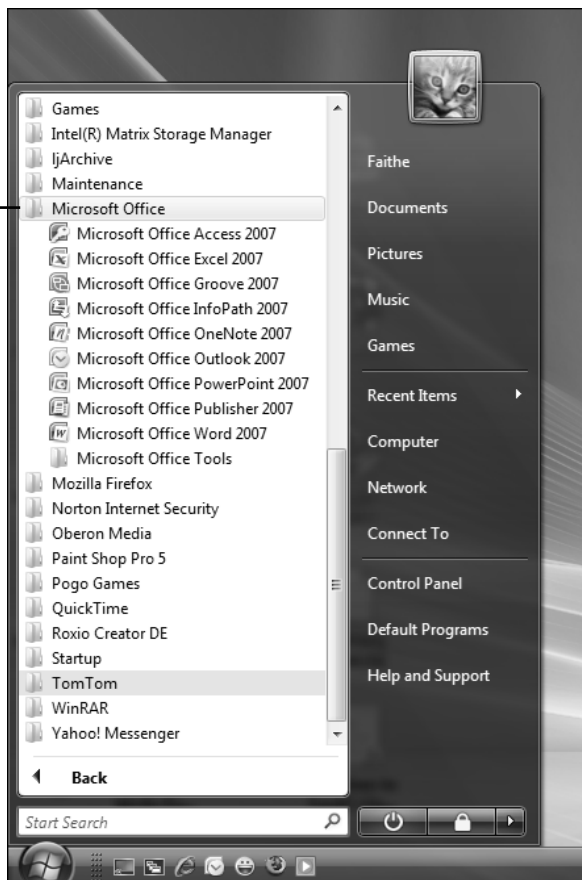 Games
Intel(R) Matrix Storage Manager
ljArchive
Maintenance
Microsoft Office
Microsoft Office Access 2007
Microsoft Office Excel 2007
Microsoft Office Groove 2007
Microsoft Office InfoPath 2007
Microsoft Office OneNote 2007
Microsoft Office Outlook 2007
Microsoft Office PowerPoint 2007
Microsoft Office Publisher 2007
Microsoft Office Word 2007
Microsoft Office Tools
Mozilla Firefox
Norton Internet Security
Oberon Media
Paint Shop Pro 5
Pogo Games
QuickTime
Roxio Creator DE
Startup
TomTom
WinRAR
Yahoo! Messenger
Back
Start Search
Faithe
Documents
Pictures
Music
Games
Recent Items
Computer
Network
Connect To
Control Panel
Default Programs
Help and Support